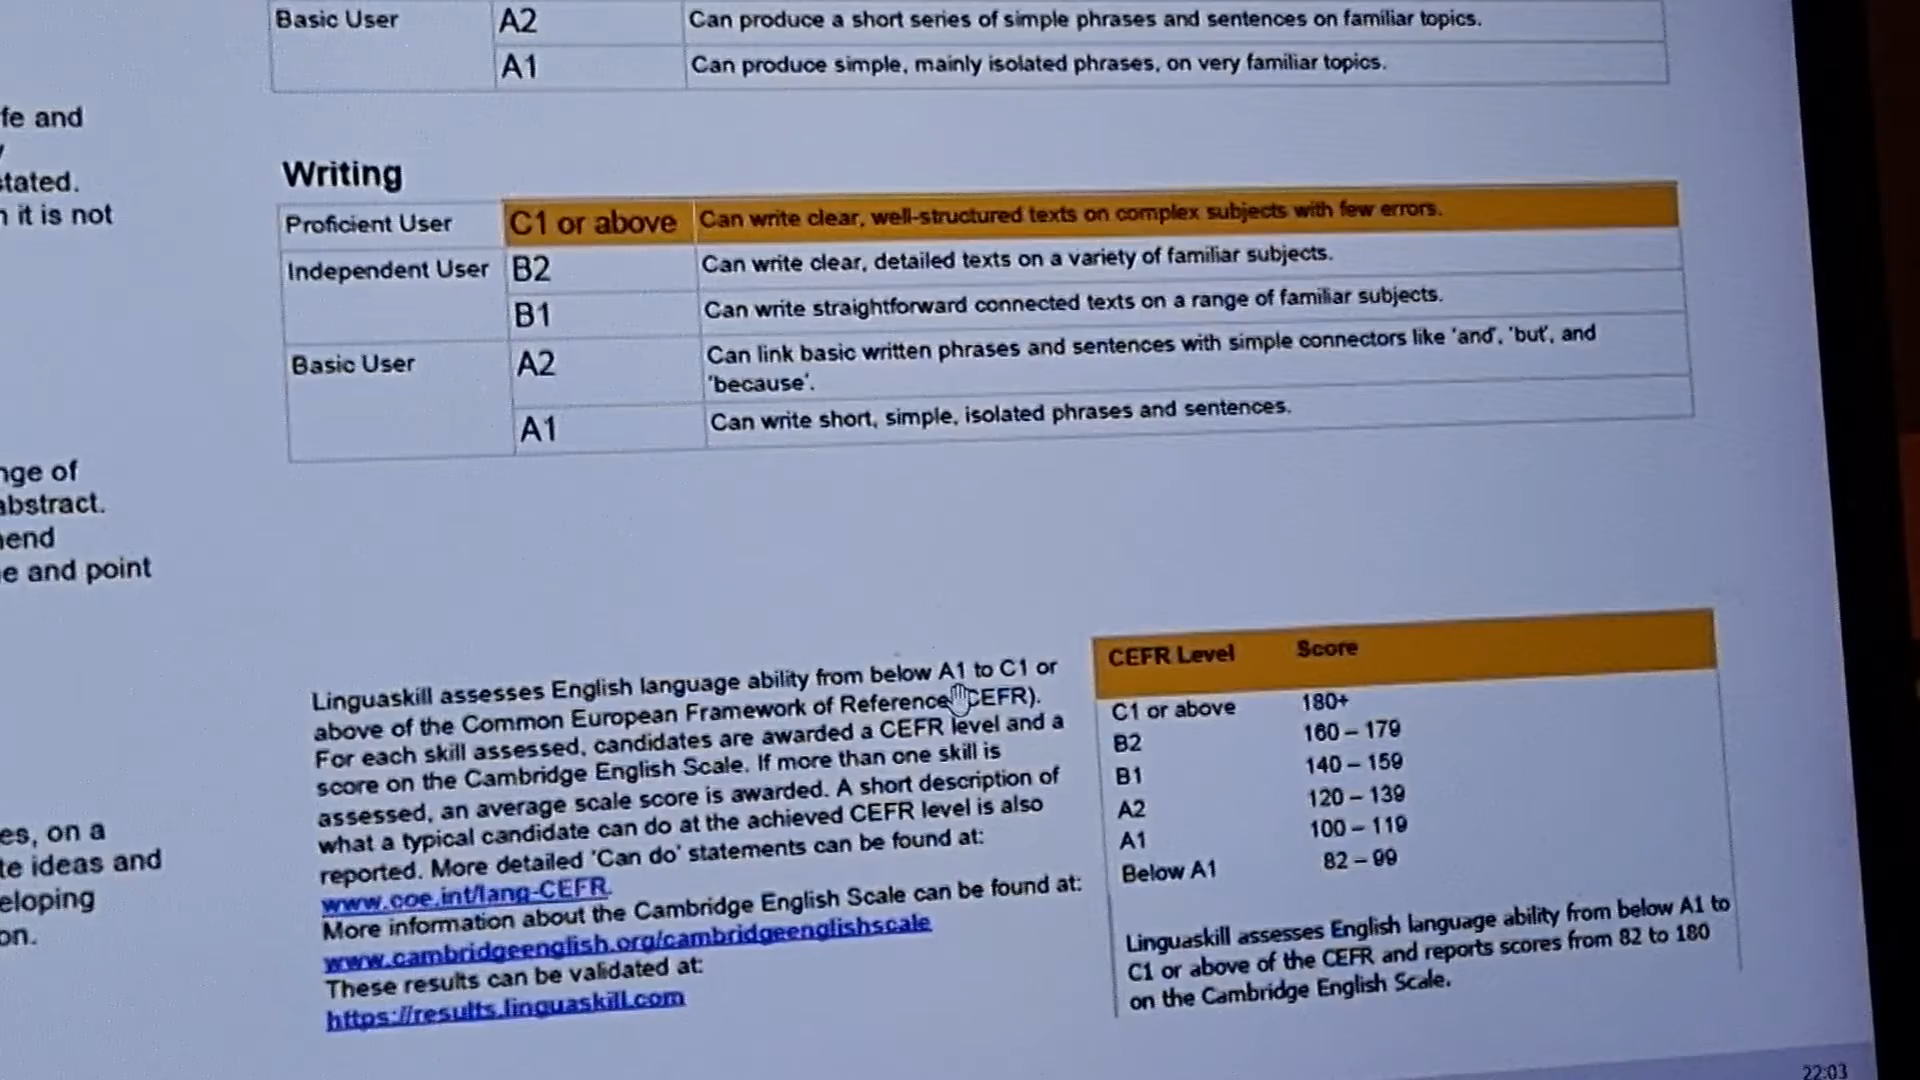 Basic User A2 Can produce a short series of simple phrases and sentences on familiar topics.
A1 Can produce simple, mainly isolated phrases, on very familiar topics.
fe and
stated.
it is not
nge of
abstract.
e and point
es, on a
te ideas and
eloping
on.
Writing
Proficient User C1 or above Can write clear, well-structured texts on complex subjects with few errors.
Independent User B2 Can write clear, detailed texts on a variety of familiar subjects.
B1 Can write straightforward connected texts on a range of familiar subjects.
Basic User A2 Can link basic written phrases and sentences with simple connectors like 'and', 'but', and
'because'.
A1 Can write short, simple, isolated phrases and sentences.
Linguaskill assesses English language ability from below A1 to C1 or
above of the Common European Framework of Reference CEFR).
For each skill assessed, candidates are awarded a CEFR level and a
score on the Cambridge English Scale. If more than one skill is
assessed, an average scale score is awarded. A short description of
what a typical candidate can do at the achieved CEFR level is also
reported. More detailed 'Can do' statements can be found at:
www.coe.int/lang-CEFR.
More information about the Cambridge English Scale can be found at:
www.cambridgeenglish.org/cambridgeenglishscale
These results can be validated at:
https://results.linguaskill.com
CEFR Level Score
C1 or above 180+
B2 160 – 179
B1 140 – 159
A2 120 – 139
A1 100 – 119
Below A1 82 – 99
Linguaskill assesses English language ability from below A1 to
C1 or above of the CEFR and reports scores from 82 to 180
on the Cambridge English Scale.
22:03